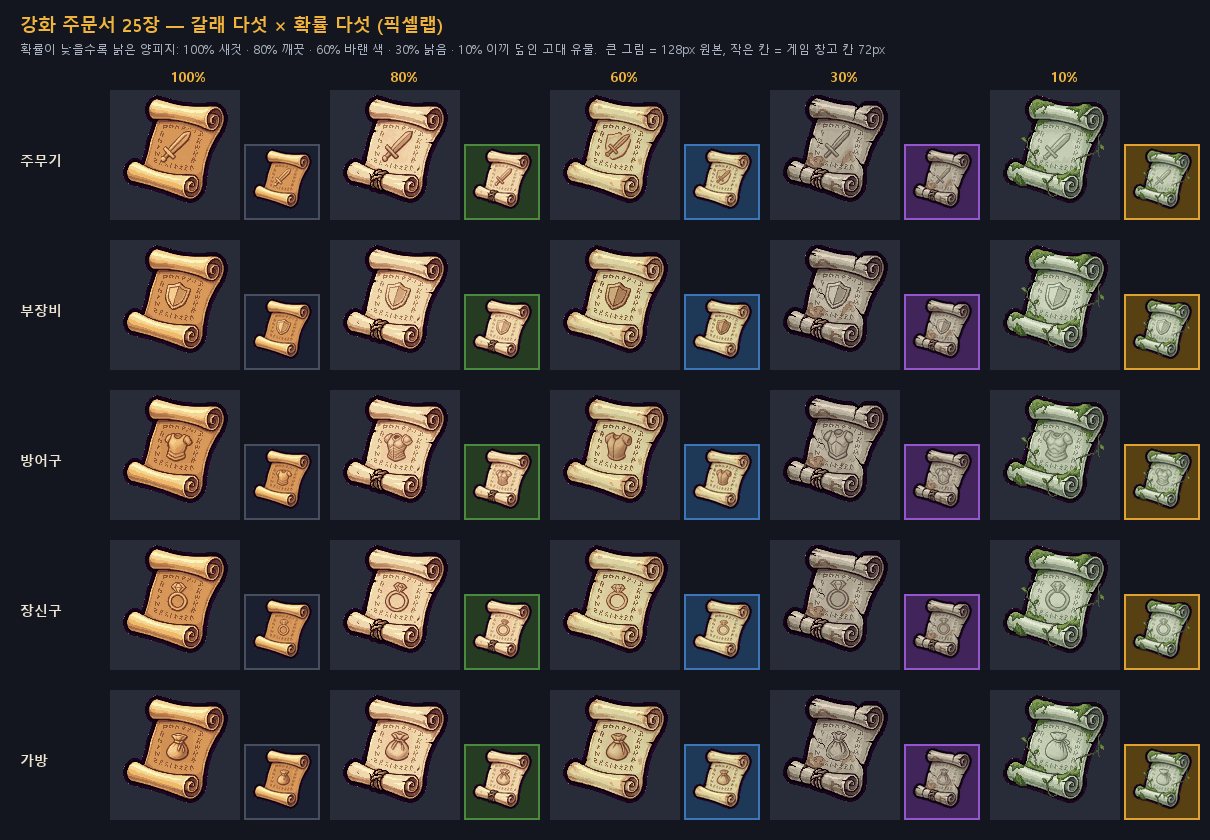 강화 주문서 25장 — 갈래 다섯 × 확률 다섯 (픽셀랩)
확률이 낮을수록 낡은 양피지: 100% 새것 · 80% 깨끗 · 60% 바랜 색 · 30% 낡음 · 10% 이끼 덮인 고대 유물.  큰 그림 = 128px 원본, 작은 칸 = 게임 창고 칸 72px
100% 80% 60% 30% 10%
주무기
부장비
방어구
장신구
가방